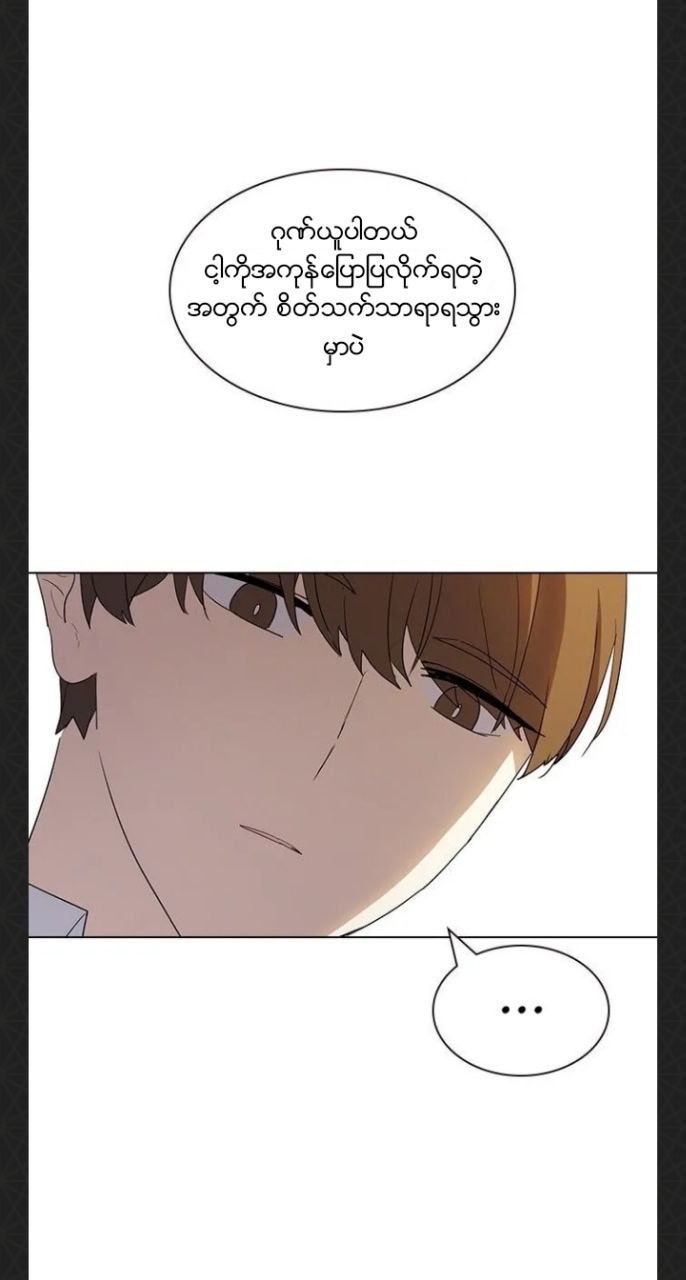 ဂုဏ်ယူပါတယ်
ငါ့ကိုအကုန်ပြောပြလိုက်ရတဲ့
အတွက် စိတ်သက်သာရာရသွား
မှာပဲ
...